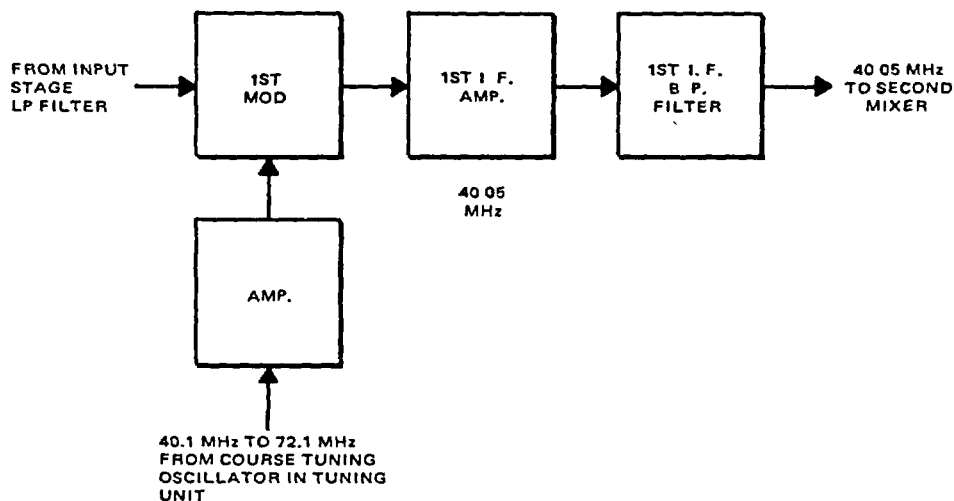 FROM INPUT
STAGE
LP FILTER
1ST
MOD
1ST I F.
AMP.
1ST I. F.
B P.
FILTER
40 05 MHz
TO SECOND
MIXER
40 05
MHz
AMP.
40.1 MHz TO 72.1 MHz
FROM COURSE TUNING
OSCILLATOR IN TUNING
UNIT